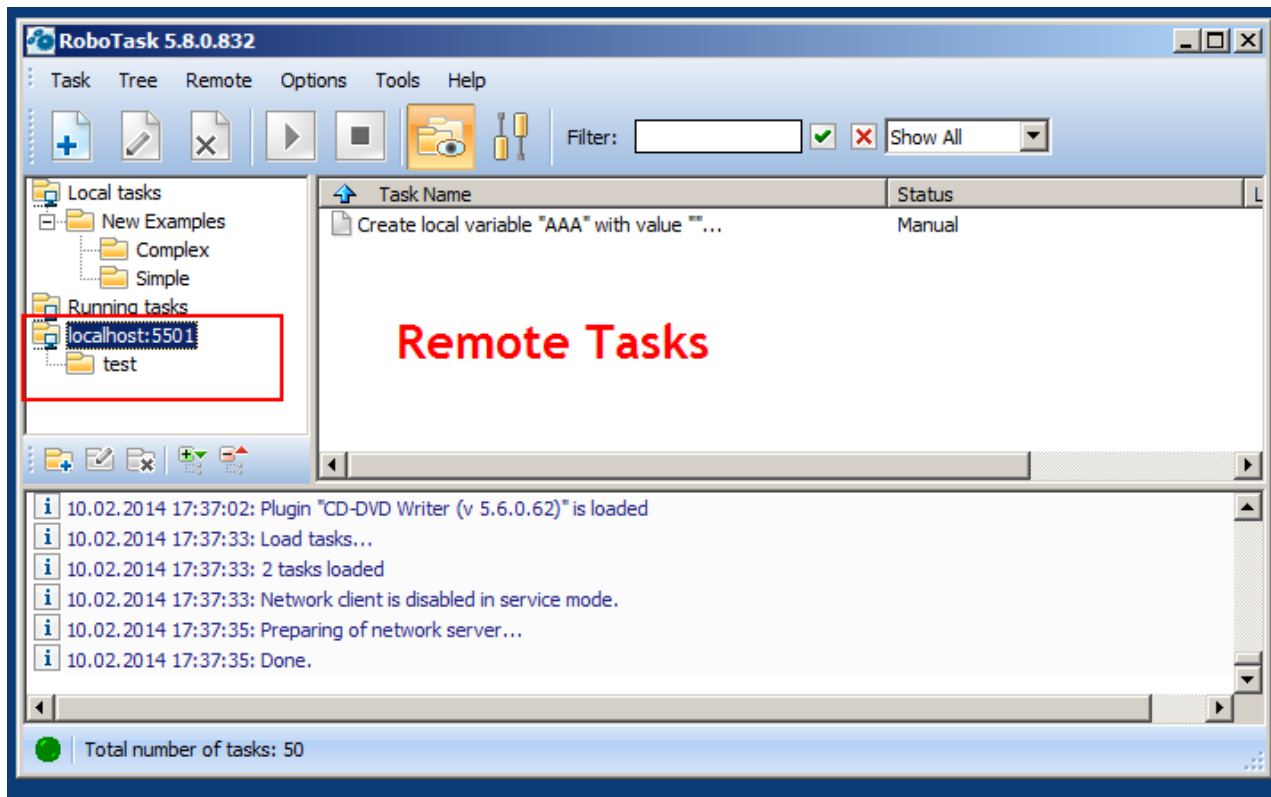 RoboTask 5.8.0.832
Task Tree Remote Options Tools Help
Filter: Show All
Local tasks
New Examples
Complex
Simple
Running tasks
localhost:5501
test
Task Name Status L
Create local variable "AAA" with value ""... Manual
Remote Tasks
10.02.2014 17:37:02: Plugin "CD-DVD Writer (v 5.6.0.62)" is loaded
10.02.2014 17:37:33: Load tasks...
10.02.2014 17:37:33: 2 tasks loaded
10.02.2014 17:37:33: Network client is disabled in service mode.
10.02.2014 17:37:35: Preparing of network server...
10.02.2014 17:37:35: Done.
Total number of tasks: 50